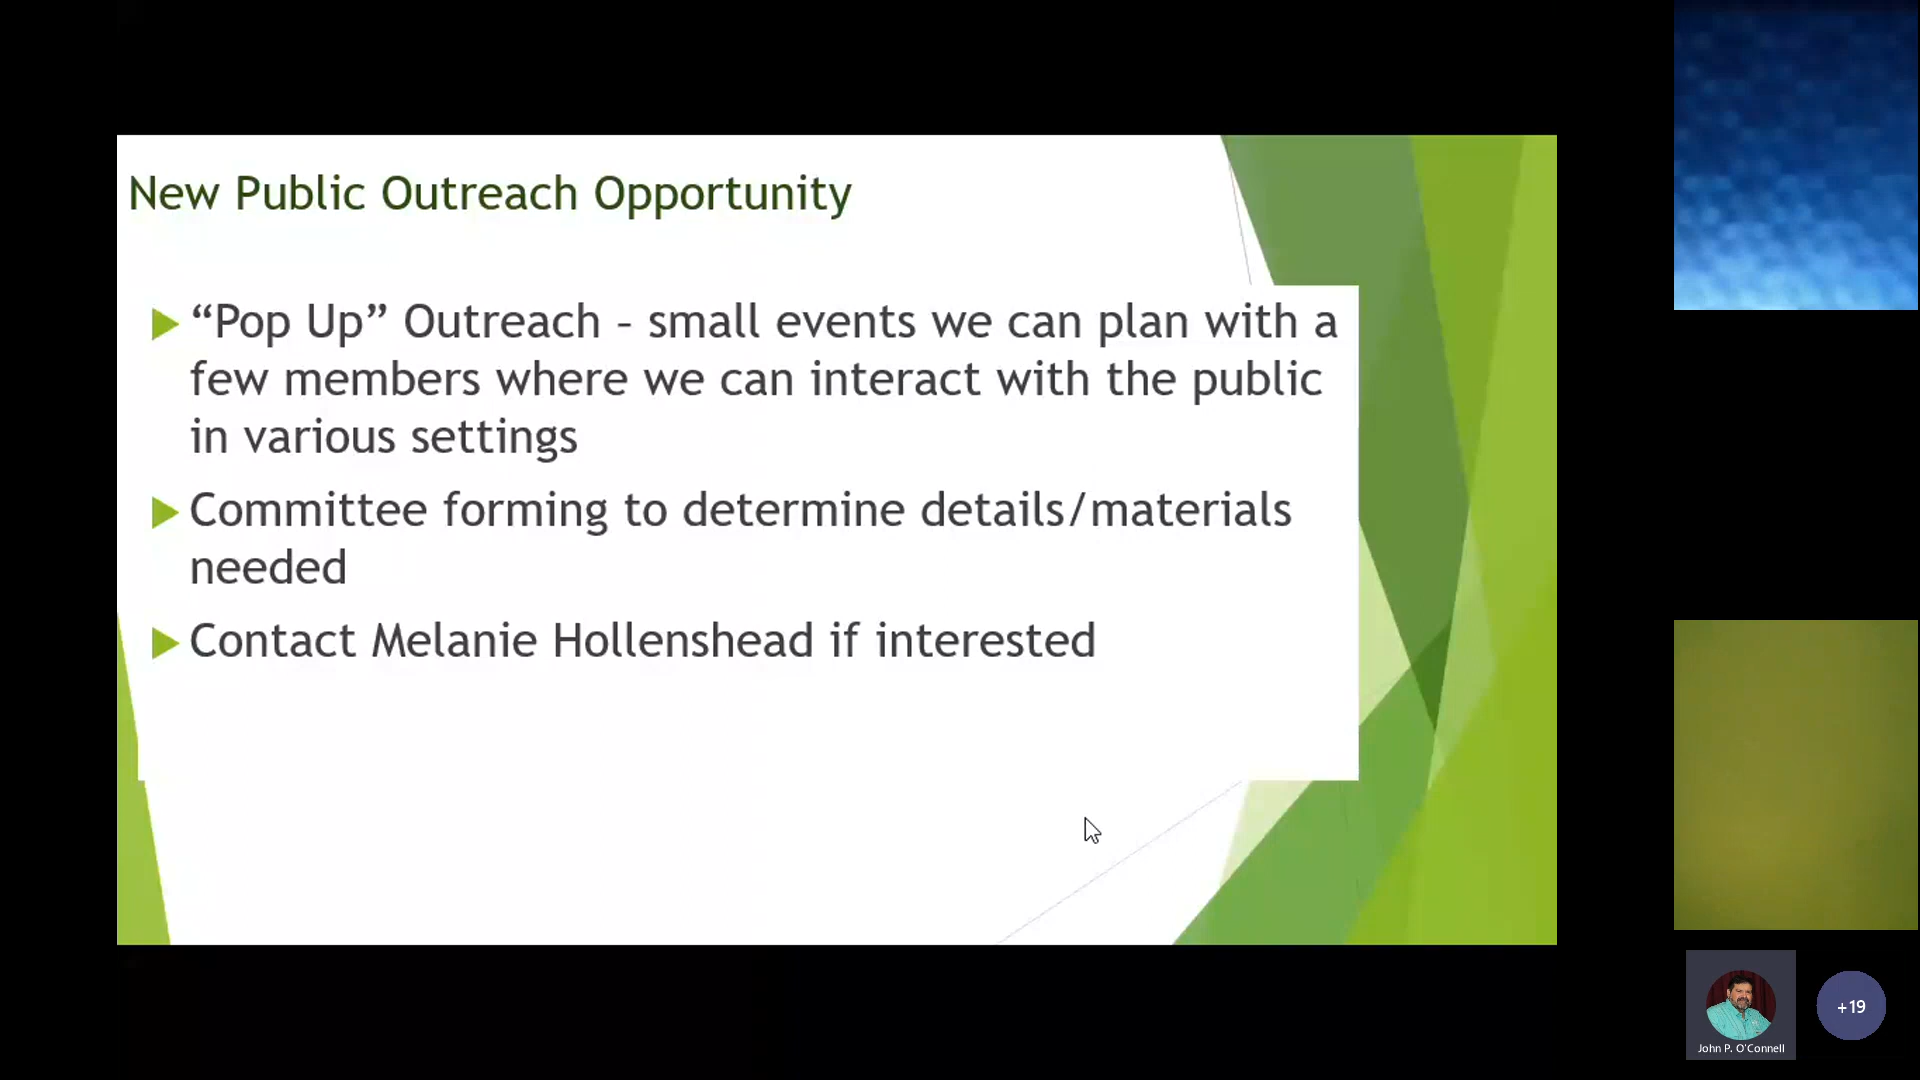 New Public Outreach Opportunity
“Pop Up” Outreach – small events we can plan with a
few members where we can interact with the public
in various settings
Committee forming to determine details/materials
needed
Contact Melanie Hollenshead if interested
John P. O'Connell
+19